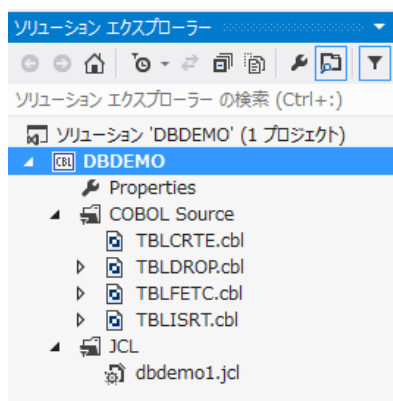 ソリューション エクスプローラー
ソリューション エクスプローラー の検索 (Ctrl+:)
ソリューション 'DBDEMO' (1 プロジェクト)
CBL DBDEMO
Properties
COBOL Source
TBLCRTE.cbl
TBLDROP.cbl
TBLFETC.cbl
TBLISRT.cbl
JCL
dbdemo1.jcl